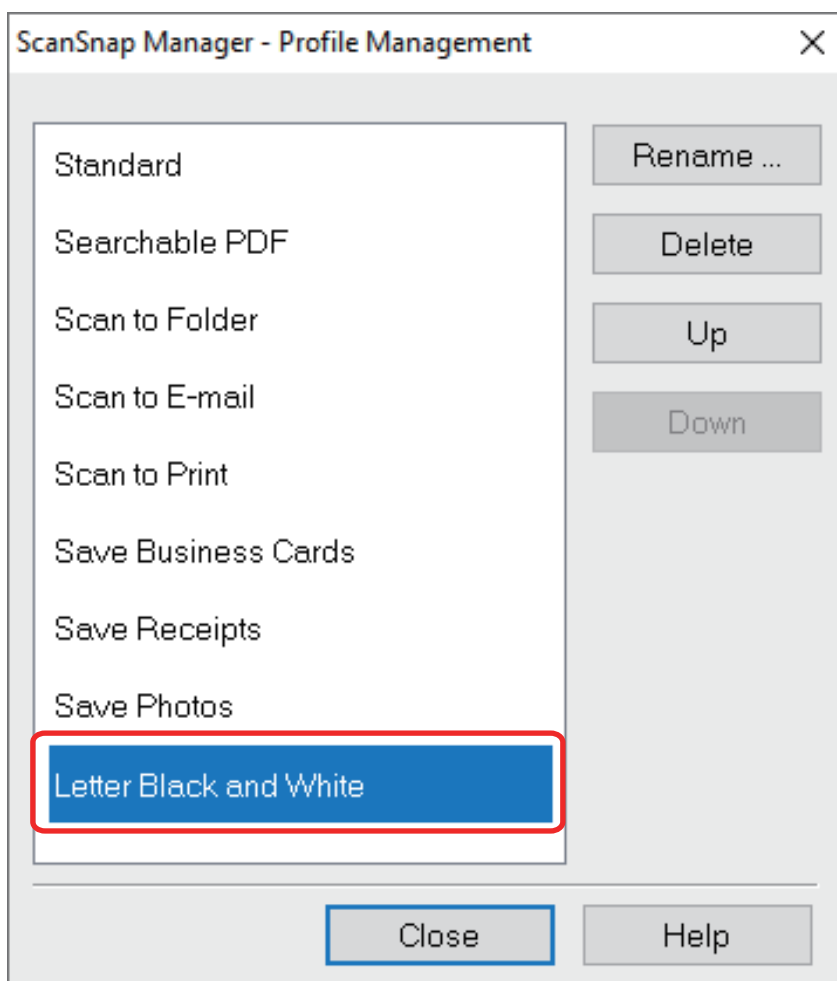 ScanSnap Manager - Profile Management
Standard
Searchable PDF
Scan to Folder
Scan to E-mail
Scan to Print
Save Business Cards
Save Receipts
Save Photos
Letter Black and White
Rename ...
Delete
Up
Down
Close
Help